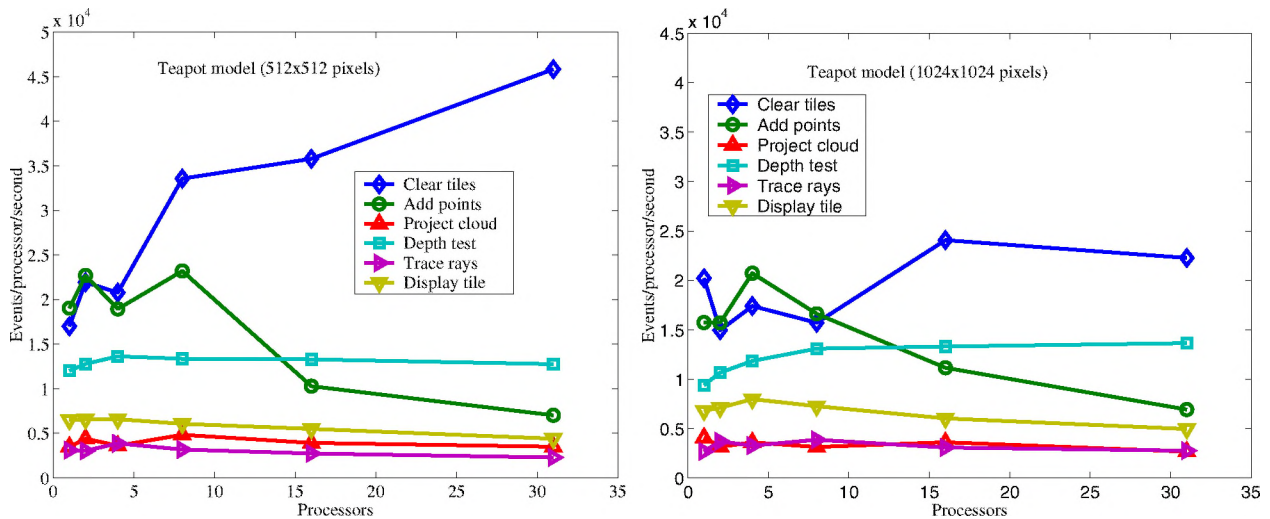 x 10⁴
5
4.5
4
3.5
3
2.5
2
1.5
1
0.5
0
Events/processor/second
Teapot model (512x512 pixels)
Clear tiles
Add points
Project cloud
Depth test
Trace rays
Display tile
0 5 10 15 20 25 30 35
Processors
x 10⁴
4.5
4
3.5
3
2.5
2
1.5
1
0.5
0
Events/processor/second
Teapot model (1024x1024 pixels)
Clear tiles
Add points
Project cloud
Depth test
Trace rays
Display tile
0 5 10 15 20 25 30 35
Processors